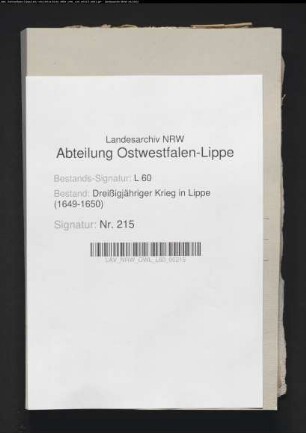 Landesarchiv NRW
Abteilung Ostwestfalen-Lippe
Bestands-Signatur: L 60
Bestand: Dreißigjähriger Krieg in Lippe
(1649-1650)
Signatur: Nr. 215